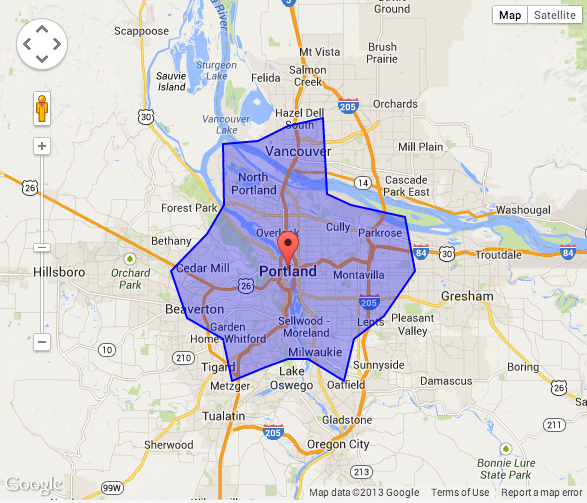 Map
Satellite
Scappoose
Ground
Mt Vista
Brush
Prairie
Sturgeon
Lake
Salmon
Creek
Sauvie
Island
Felida
5
205
Orchards
30
Hazel Dell
South
Vancouver
Lake
Mill Plain
Vancouver
North
Portland
14
Cascade
Park East
26
Forest Park
Washougal
Overlook
Cully
Parkrose
Bethany
84
30
84
Troutdale
Hillsboro
Orchard
Park
Cedar Mill
Portland
Montavilla
26
205
Gresham
26
Beaverton
Garden
Home-Whitford
Sellwood -
Moreland
Lents
Pleasant
Valley
10
210
Milwaukie
Tigard
Metzger
Lake
Oswego
Sunnyside
Oatfield
Boring
Damascus
Tualatin
Gladstone
205
211
Sherwood
Oregon City
Bonnie Lure
State Park
213
99W
Google
Map data ©2013 Google
Terms of Use
Report a map error